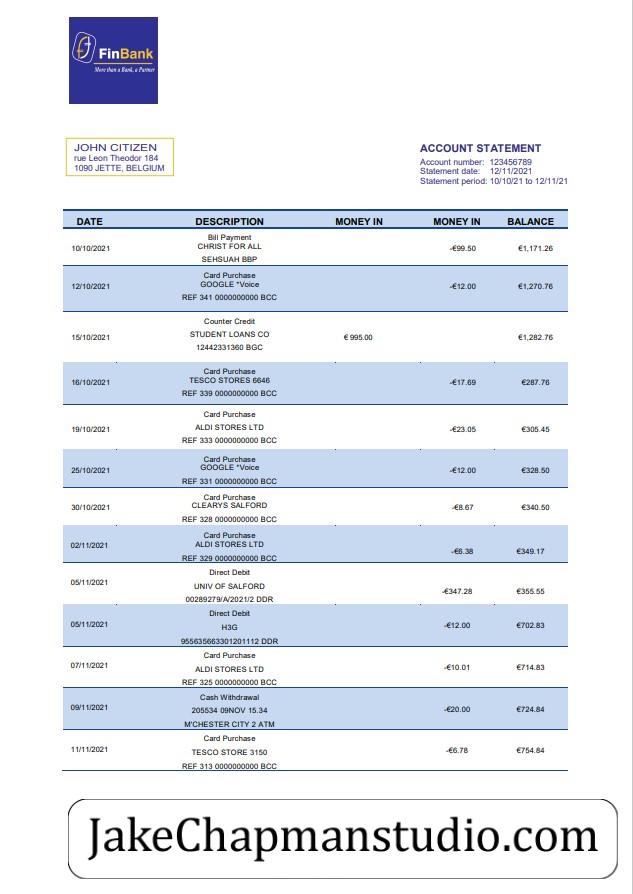 FinBank
More than a Bank, a Partner
JOHN CITIZEN
rue Leon Theodor 184
1090 JETTE, BELGIUM
ACCOUNT STATEMENT
Account number: 123456789
Statement date: 12/11/2021
Statement period: 10/10/21 to 12/11/21
DATE DESCRIPTION MONEY IN MONEY IN BALANCE
Bill Payment
10/10/2021 CHRIST FOR ALL -€99.50 €1,171.26
SEHSUAH BBP
Card Purchase
12/10/2021 GOOGLE *Voice -€12.00 €1,270.76
REF 341 0000000000 BCC
Counter Credit
15/10/2021 STUDENT LOANS CO € 995.00 €1,282.76
12442331360 BGC
Card Purchase
16/10/2021 TESCO STORES 6646 -€17.69 €287.76
REF 339 0000000000 BCC
Card Purchase
19/10/2021 ALDI STORES LTD -€23.05 €305.45
REF 333 0000000000 BCC
Card Purchase
25/10/2021 GOOGLE *Voice -€12.00 €328.50
REF 331 0000000000 BCC
Card Purchase
30/10/2021 CLEARYS SALFORD -€8.67 €340.50
REF 328 0000000000 BCC
Card Purchase
02/11/2021 ALDI STORES LTD -€6.38 €349.17
REF 329 0000000000 BCC
Direct Debit
05/11/2021 UNIV OF SALFORD -€347.28 €355.55
00289279/A/2021/2 DDR
Direct Debit
05/11/2021 H3G -€12.00 €702.83
955635663301201112 DDR
Card Purchase
07/11/2021 ALDI STORES LTD -€10.01 €714.83
REF 325 0000000000 BCC
Cash Withdrawal
09/11/2021 205534 09NOV 15.34 -€20.00 €724.84
M'CHESTER CITY 2 ATM
Card Purchase
11/11/2021 TESCO STORE 3150 -€6.78 €754.84
REF 313 0000000000 BCC
JakeChapmanstudio.com